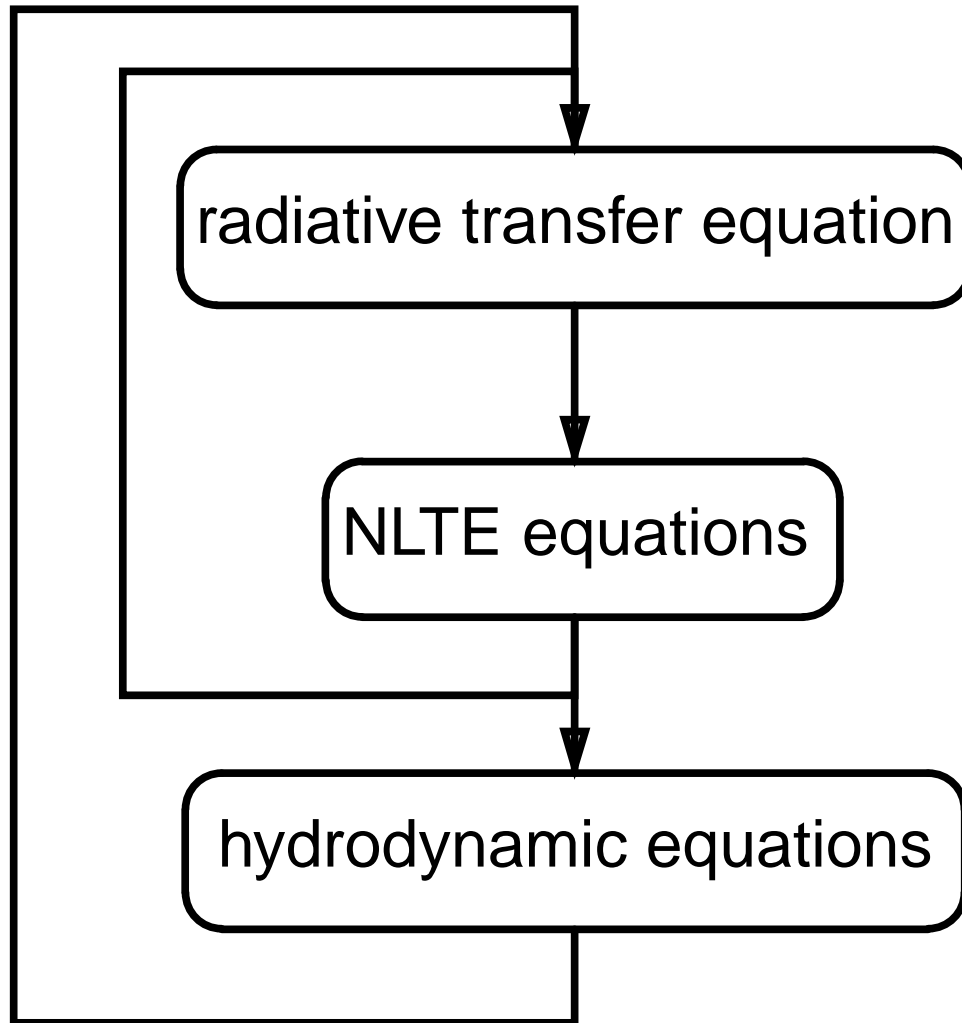 radiative transfer equation
NLTE equations
hydrodynamic equations